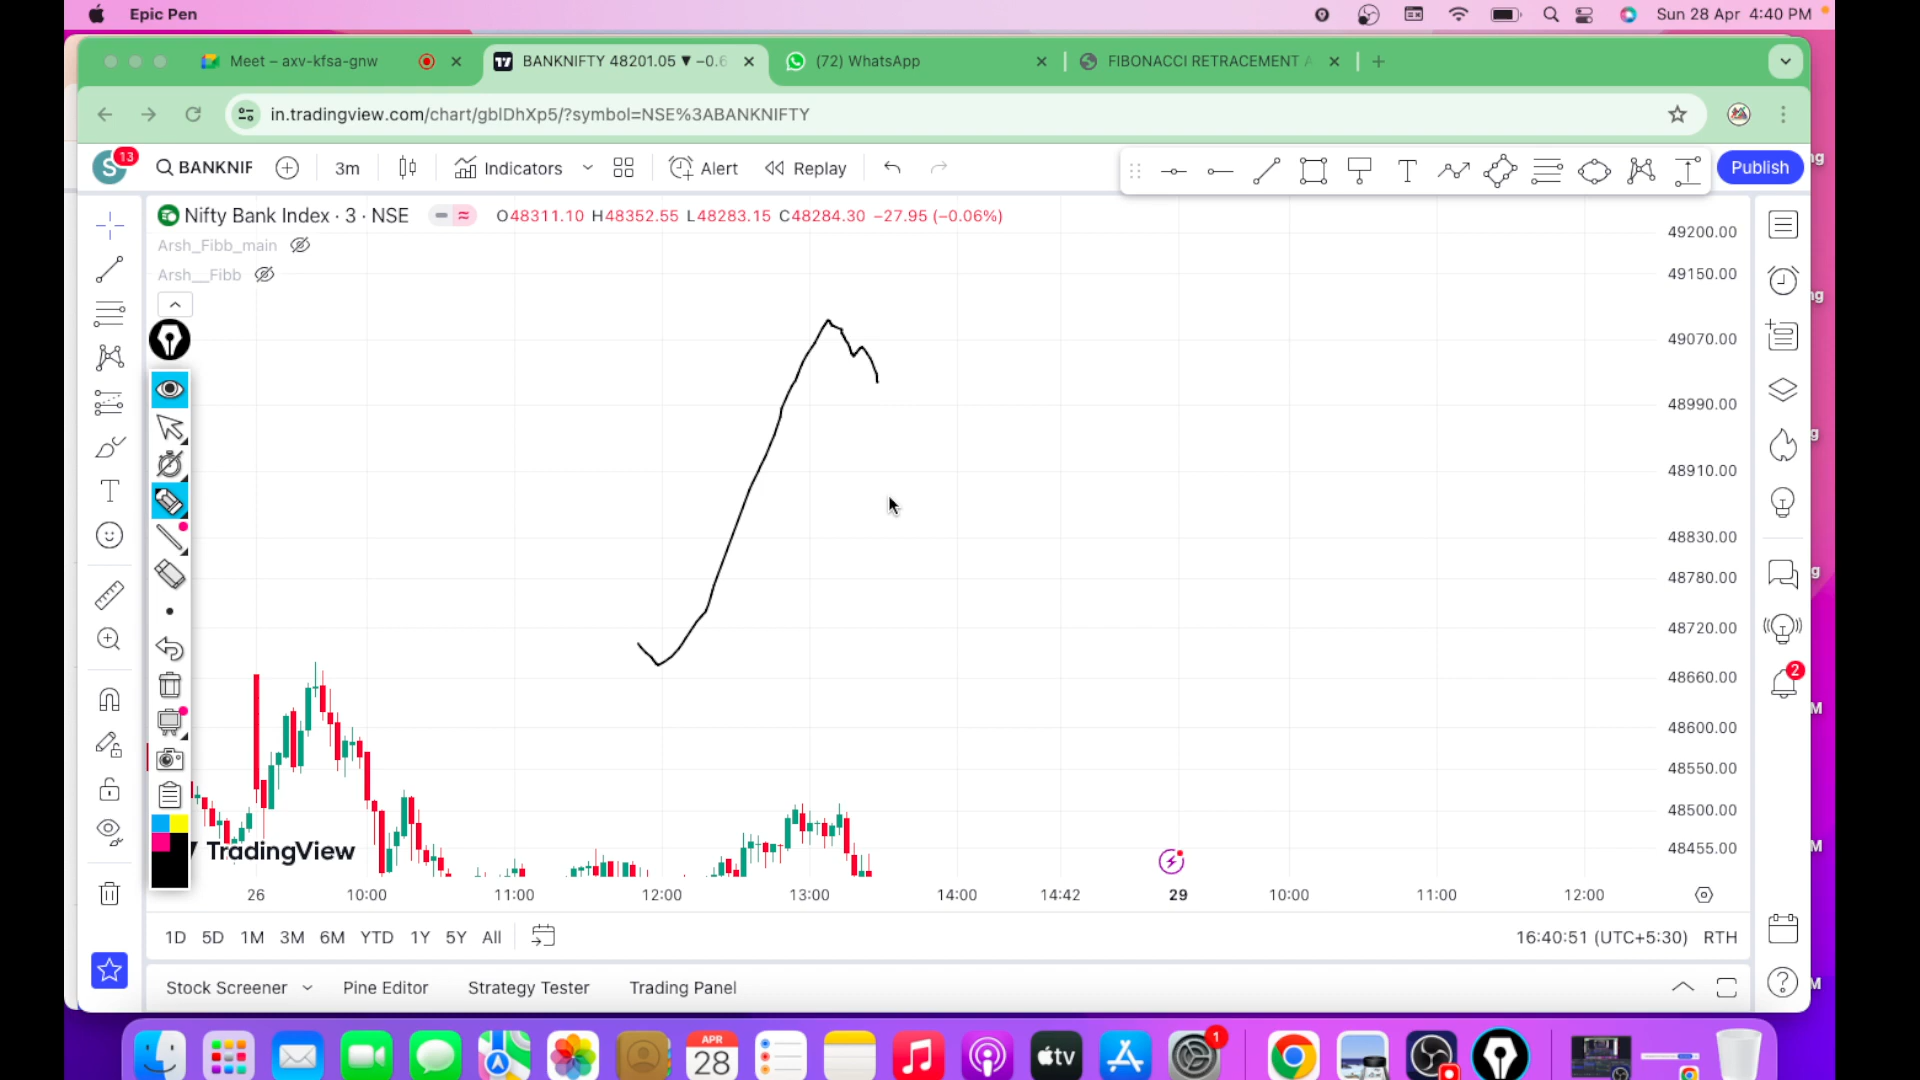 Epic Pen
Sun 28 Apr 4:40 PM
Meet – axv-kfsa-gnw
BANKNIFTY 48201.05 ▼ −0.6
(72) WhatsApp
FIBONACCI RETRACEMENT
in.tradingview.com/chart/gblDhXp5/?symbol=NSE%3ABANKNIFTY
S
13
BANKNIF
3m
Indicators
Alert
Replay
Publish
Nifty Bank Index · 3 · NSE
O48311.10 H48352.55 L48283.15 C48284.30 −27.95 (−0.06%)
Arsh_Fibb_main
Arsh__Fibb
49200.00
49150.00
49070.00
48990.00
48910.00
48830.00
48780.00
48720.00
48660.00
48600.00
48550.00
48500.00
48455.00
2
TradingView
26 10:00 11:00 12:00 13:00 14:00 14:42 29 10:00 11:00 12:00
1D 5D 1M 3M 6M YTD 1Y 5Y All
16:40:51 (UTC+5:30) RTH
Stock Screener Pine Editor Strategy Tester Trading Panel
APR
28
tv
1